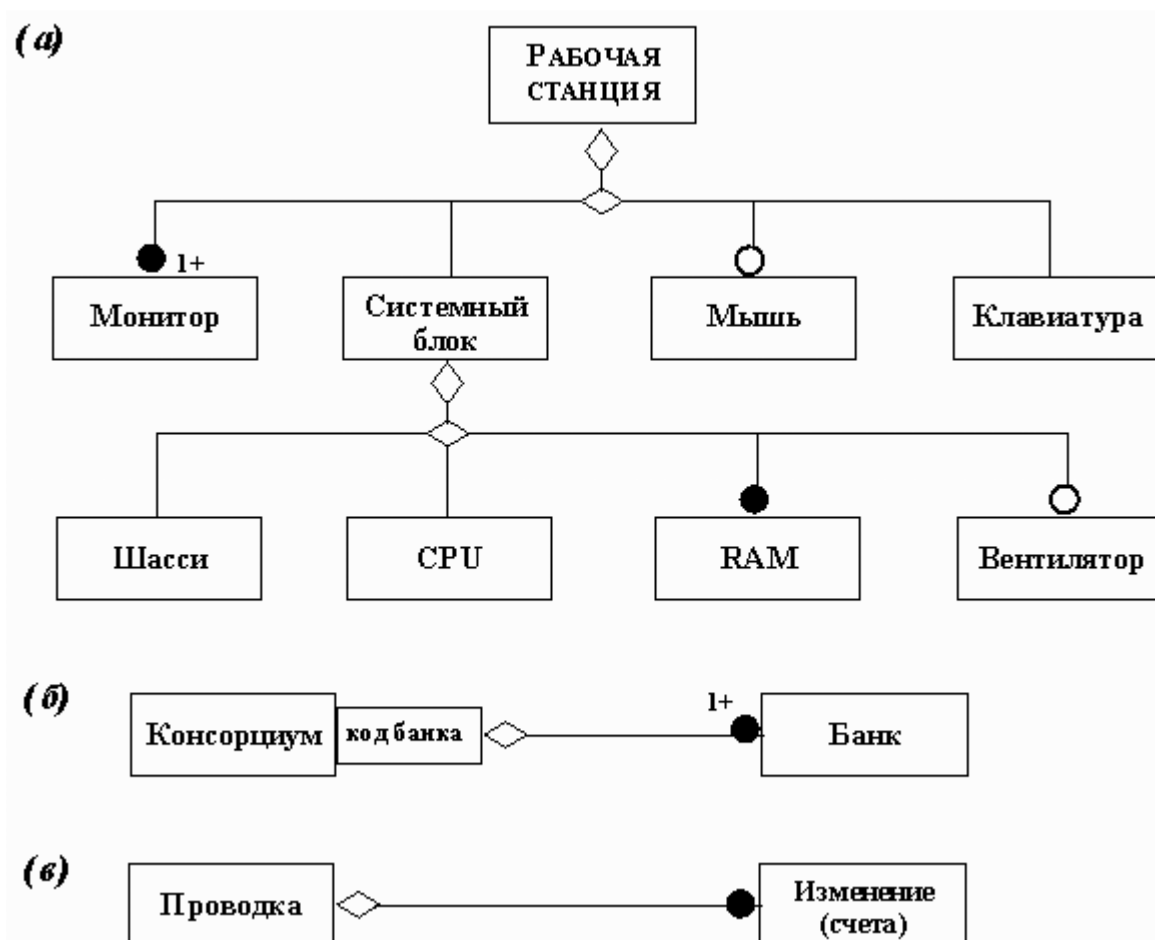 (а)
РАБОЧАЯ
СТАНЦИЯ
1+
Монитор
Системный
блок
Мышь
Клавиатура
Шасси
CPU
RAM
Вентилятор
(б)
Консорциум
код банка
1+
Банк
(в)
Проводка
Изменение
(счета)